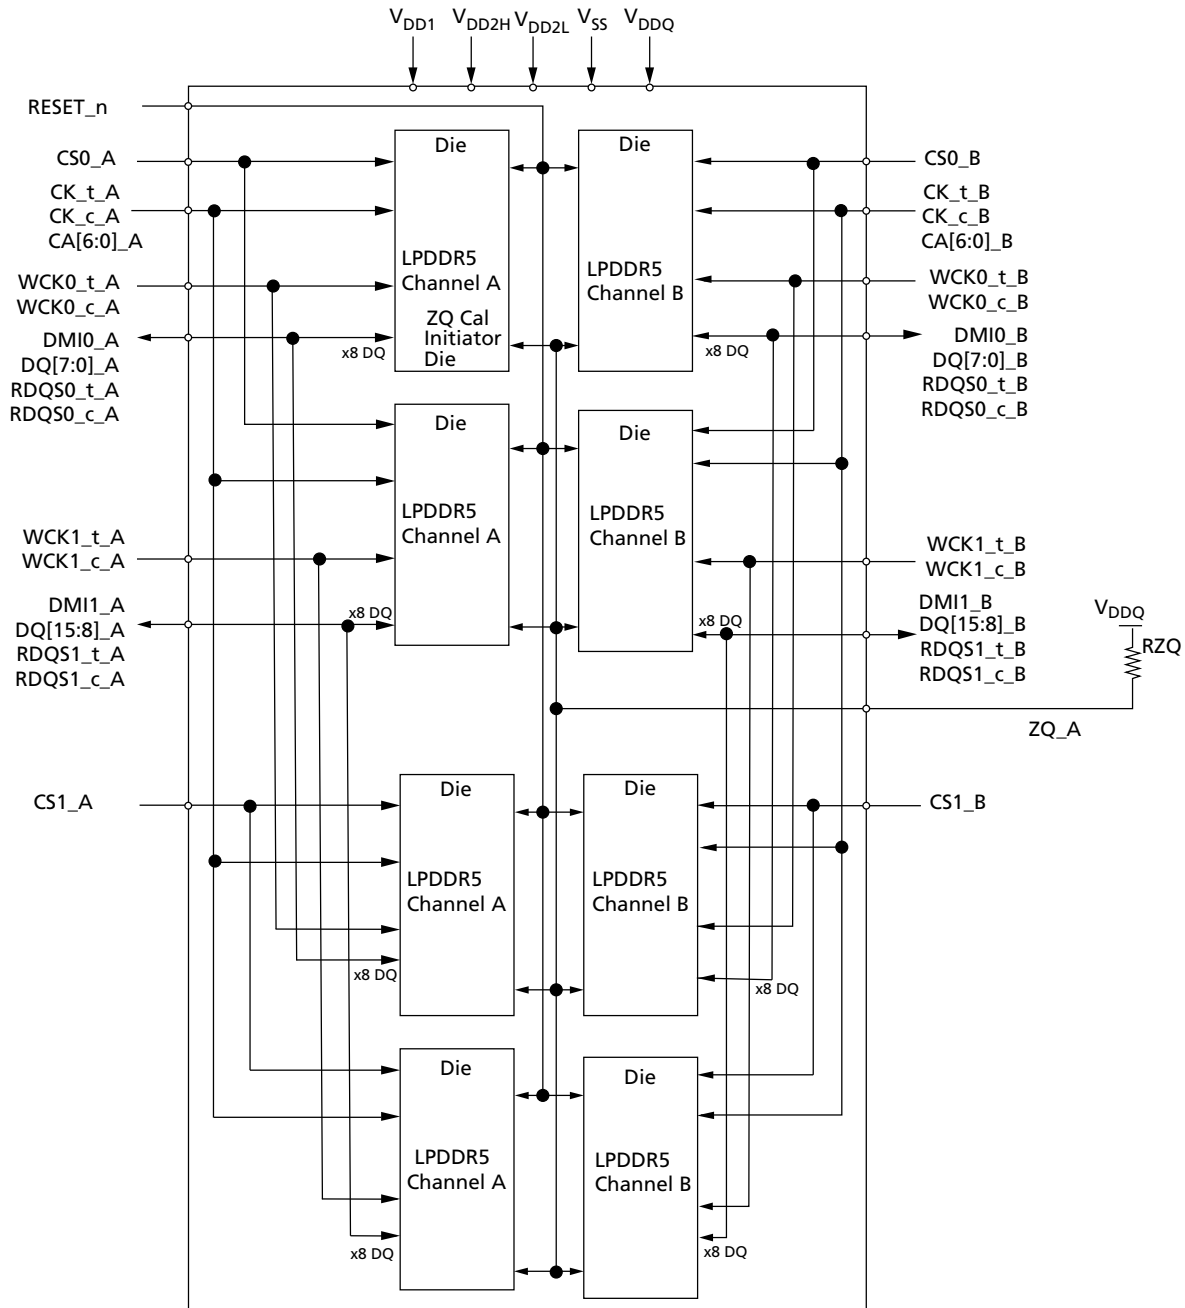 VDD1 VDD2H VDD2L VSS VDDQ
RESET_n
CS0_A
CK_t_A
CK_c_A
CA[6:0]_A
WCK0_t_A
WCK0_c_A
DMI0_A
DQ[7:0]_A
RDQS0_t_A
RDQS0_c_A
Die
LPDDR5
Channel A
ZQ Cal
Initiator
Die
x8 DQ
Die
LPDDR5
Channel B
x8 DQ
CS0_B
CK_t_B
CK_c_B
CA[6:0]_B
WCK0_t_B
WCK0_c_B
DMI0_B
DQ[7:0]_B
RDQS0_t_B
RDQS0_c_B
Die
LPDDR5
Channel A
x8 DQ
Die
LPDDR5
Channel B
x8 DQ
WCK1_t_A
WCK1_c_A
DMI1_A
DQ[15:8]_A
RDQS1_t_A
RDQS1_c_A
WCK1_t_B
WCK1_c_B
DMI1_B
DQ[15:8]_B
RDQS1_t_B
RDQS1_c_B
VDDQ
RZQ
ZQ_A
CS1_A
Die
LPDDR5
Channel A
x8 DQ
Die
LPDDR5
Channel B
x8 DQ
CS1_B
Die
LPDDR5
Channel A
x8 DQ
Die
LPDDR5
Channel B
x8 DQ